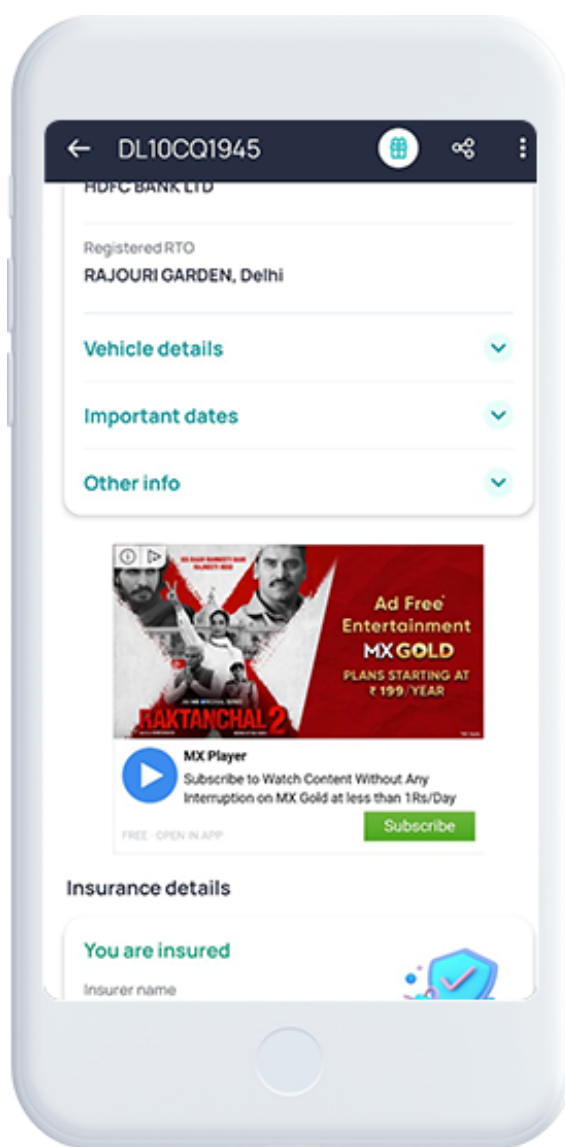 DL10CQ1945
HDFC BANK LTD
Registered RTO
RAJOURI GARDEN, Delhi
Vehicle details
Important dates
Other info
RAKTANCHAL 2
Ad Free*
Entertainment
MX GOLD
PLANS STARTING AT
₹ 199/YEAR
MX Player
Subscribe to Watch Content Without Any
Interruption on MX Gold at less than 1Rs/Day
FREE · OPEN IN APP
Subscribe
Insurance details
You are insured
Insurer name